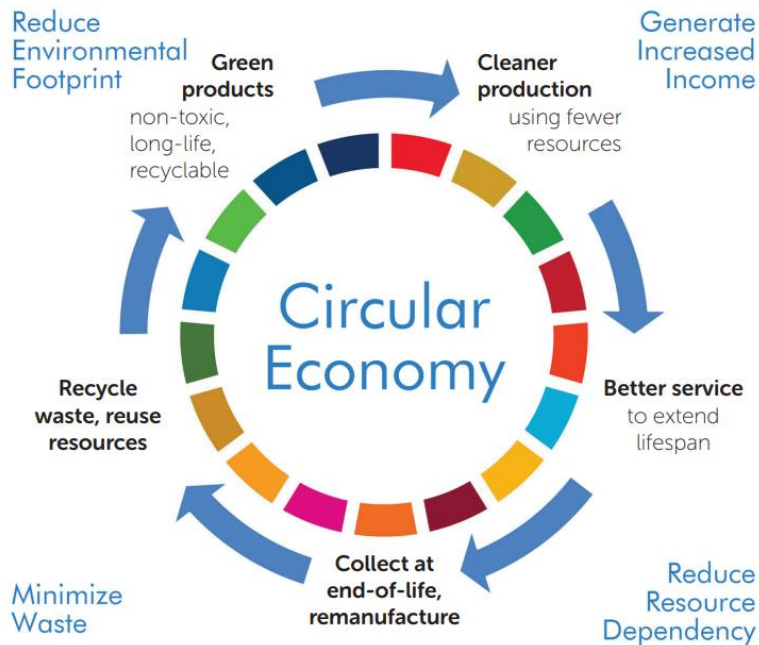 Reduce
Environmental
Footprint
Generate
Increased
Income
Green
products
non-toxic,
long-life,
recyclable
Cleaner
production
using fewer
resources
Circular
Economy
Recycle
waste, reuse
resources
Better service
to extend
lifespan
Collect at
end-of-life,
remanufacture
Minimize
Waste
Reduce
Resource
Dependency